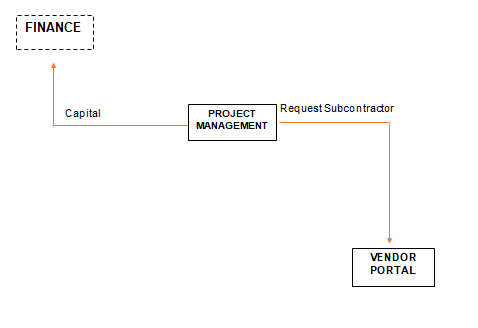 FINANCE
Capital
PROJECT
MANAGEMENT
Request Subcontractor
VENDOR
PORTAL